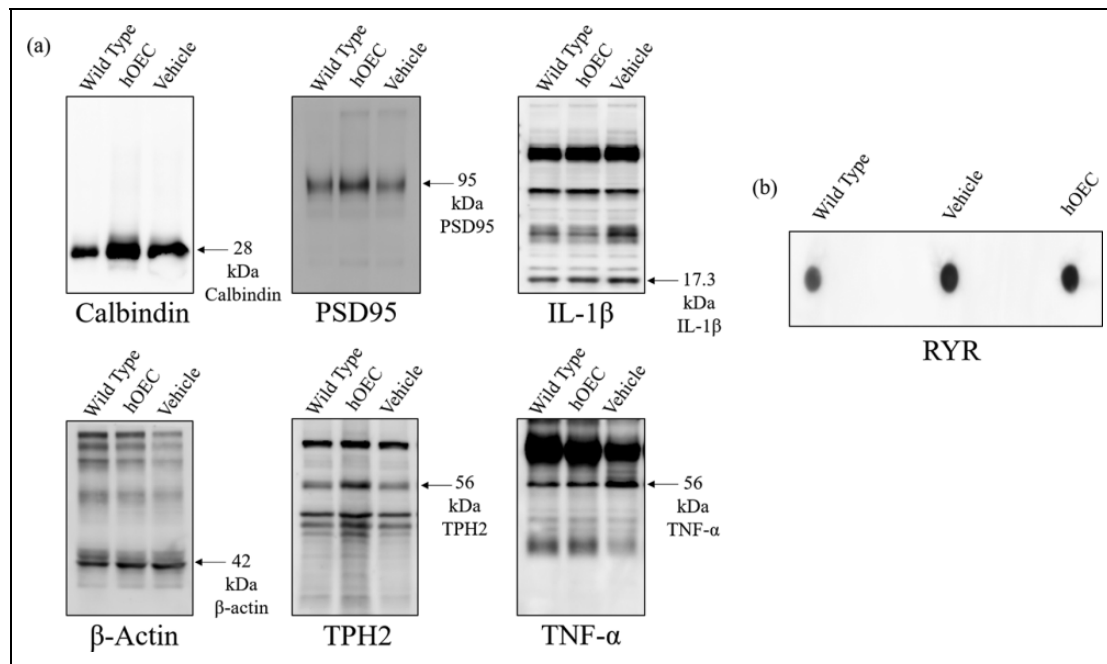 (a)
Wild Type
hOEC
Vehicle
28
kDa
Calbindin
Calbindin
Wild Type
hOEC
Vehicle
95
kDa
PSD95
PSD95
Wild Type
hOEC
Vehicle
17.3
kDa
IL-1β
IL-1β
(b)
Wild Type
Vehicle
hOEC
RYR
Wild Type
hOEC
Vehicle
42
kDa
β-actin
β-Actin
Wild Type
hOEC
Vehicle
56
kDa
TPH2
TPH2
Wild Type
hOEC
Vehicle
56
kDa
TNF-α
TNF-α